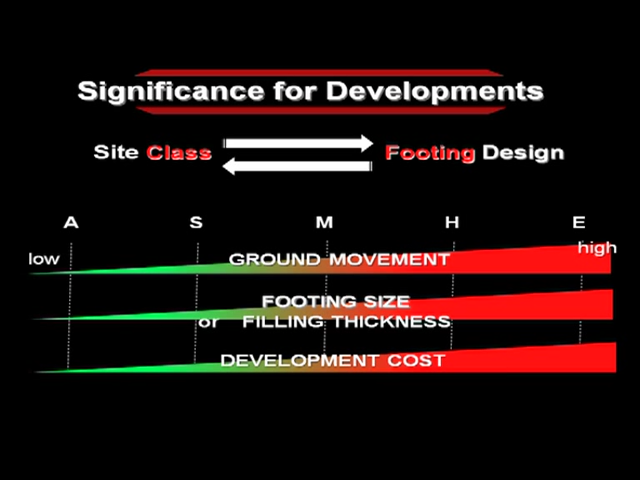 Significance for Developments
Site Class Footing Design
A S M H E
low high
GROUND MOVEMENT
FOOTING SIZE
or FILLING THICKNESS
DEVELOPMENT COST